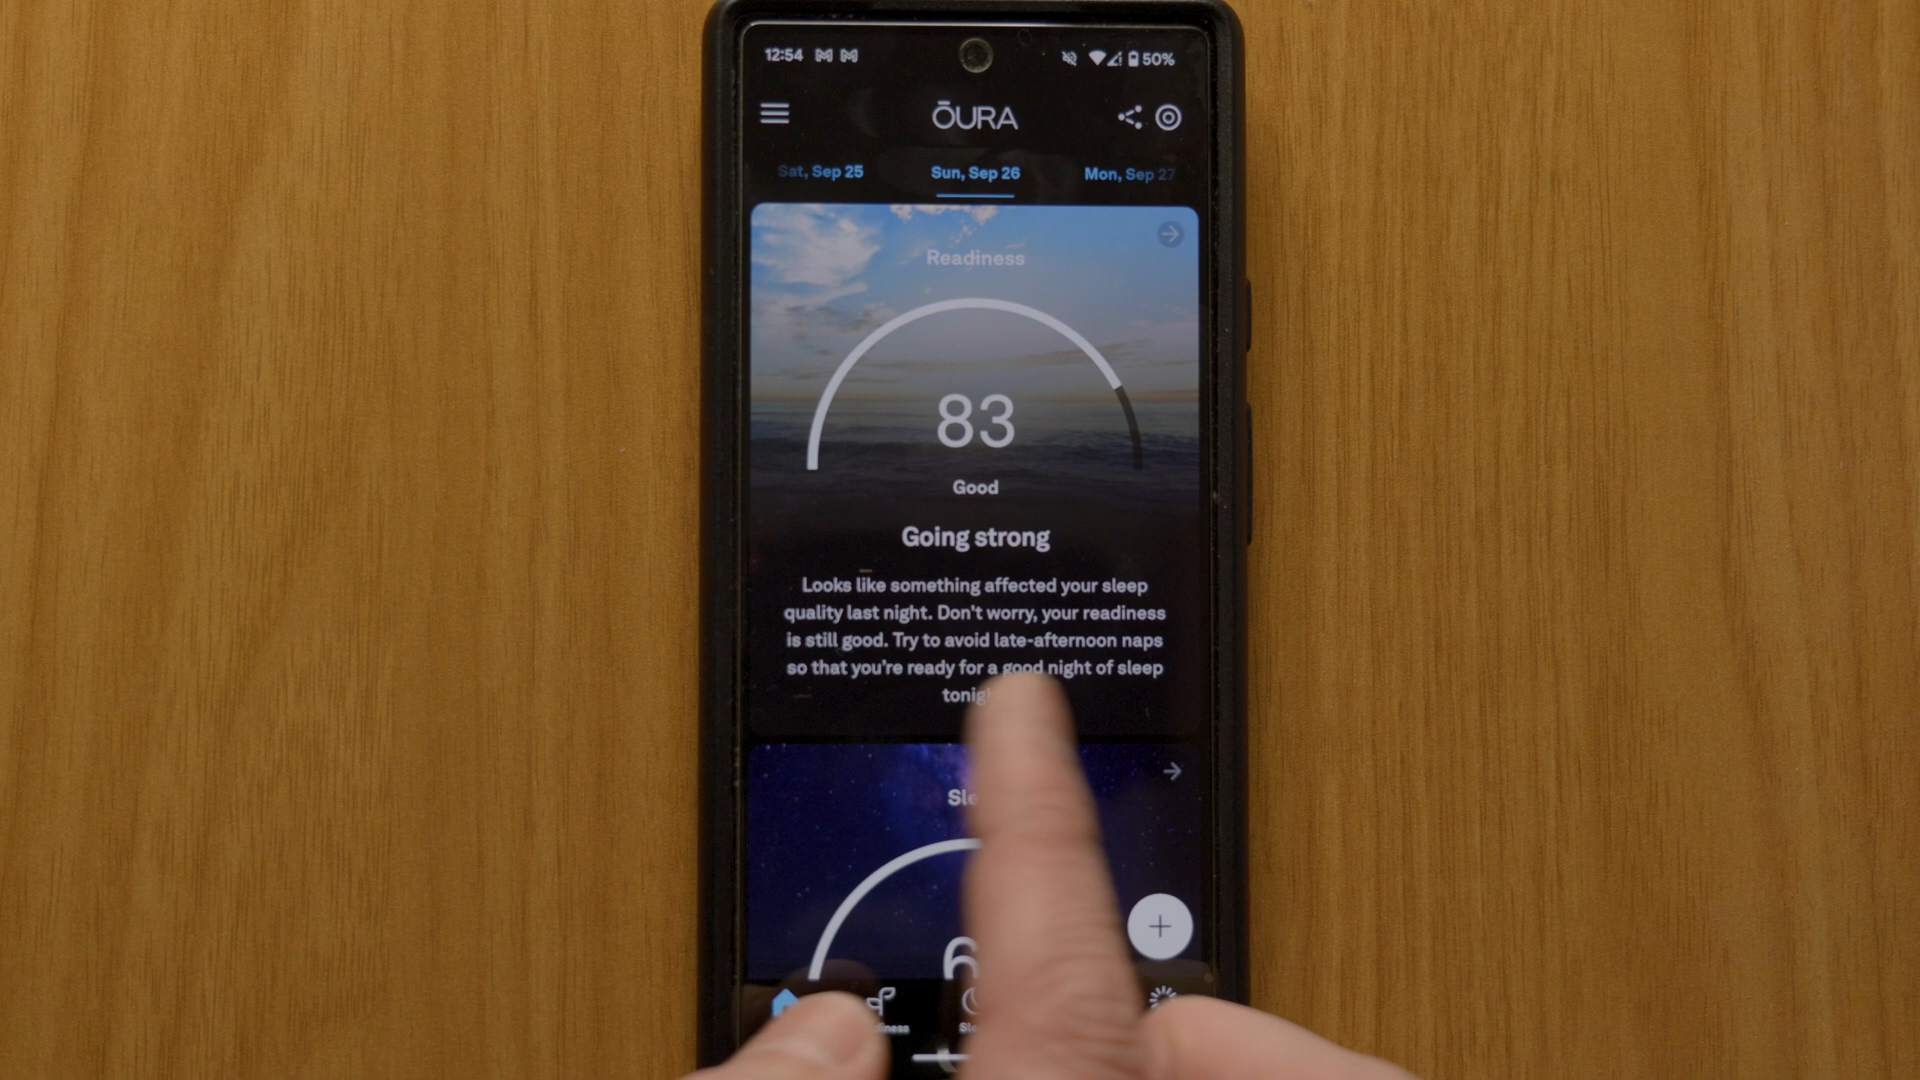 12:54 50%
ŌURA
Sat, Sep 25 Sun, Sep 26 Mon, Sep 27
Readiness
83
Good
Going strong
Looks like something affected your sleep
quality last night. Don't worry, your readiness
is still good. Try to avoid late-afternoon naps
so that you're ready for a good night of sleep